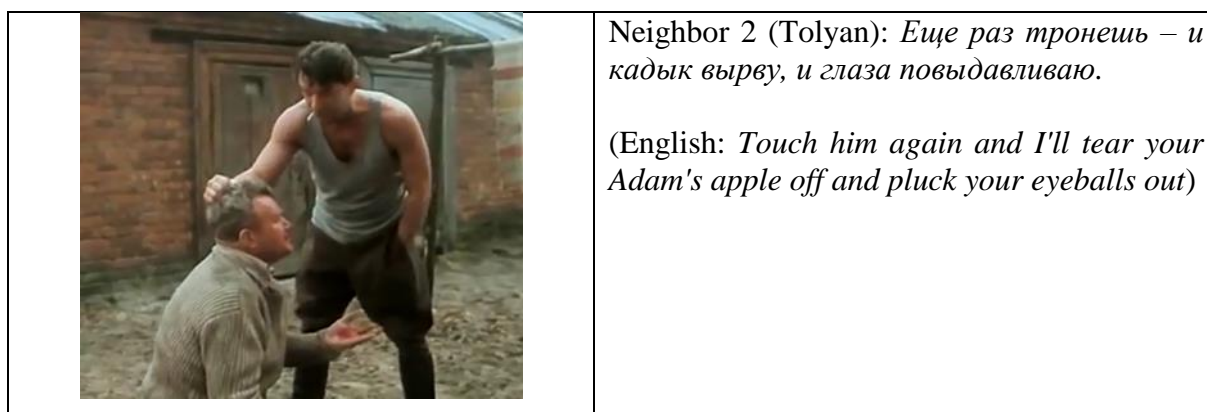 Neighbor 2 (Tolyan): Еще раз тронешь – и
кадык вырву, и глаза повыдавливаю.
(English: Touch him again and I'll tear your
Adam's apple off and pluck your eyeballs out)